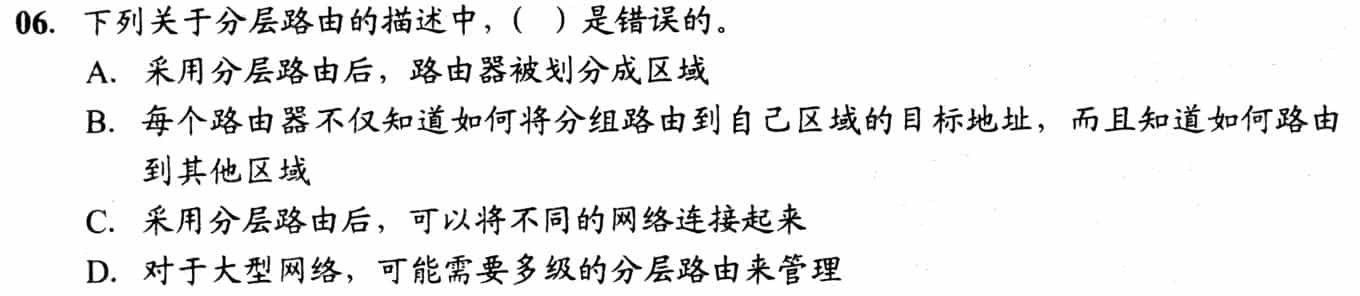 06. 下列关于分层路由的描述中，（ ）是错误的。
A. 采用分层路由后，路由器被划分成区域
B. 每个路由器不仅知道如何将分组路由到自己区域的目标地址，而且知道如何路由
到其他区域
C. 采用分层路由后，可以将不同的网络连接起来
D. 对于大型网络，可能需要多级的分层路由来管理